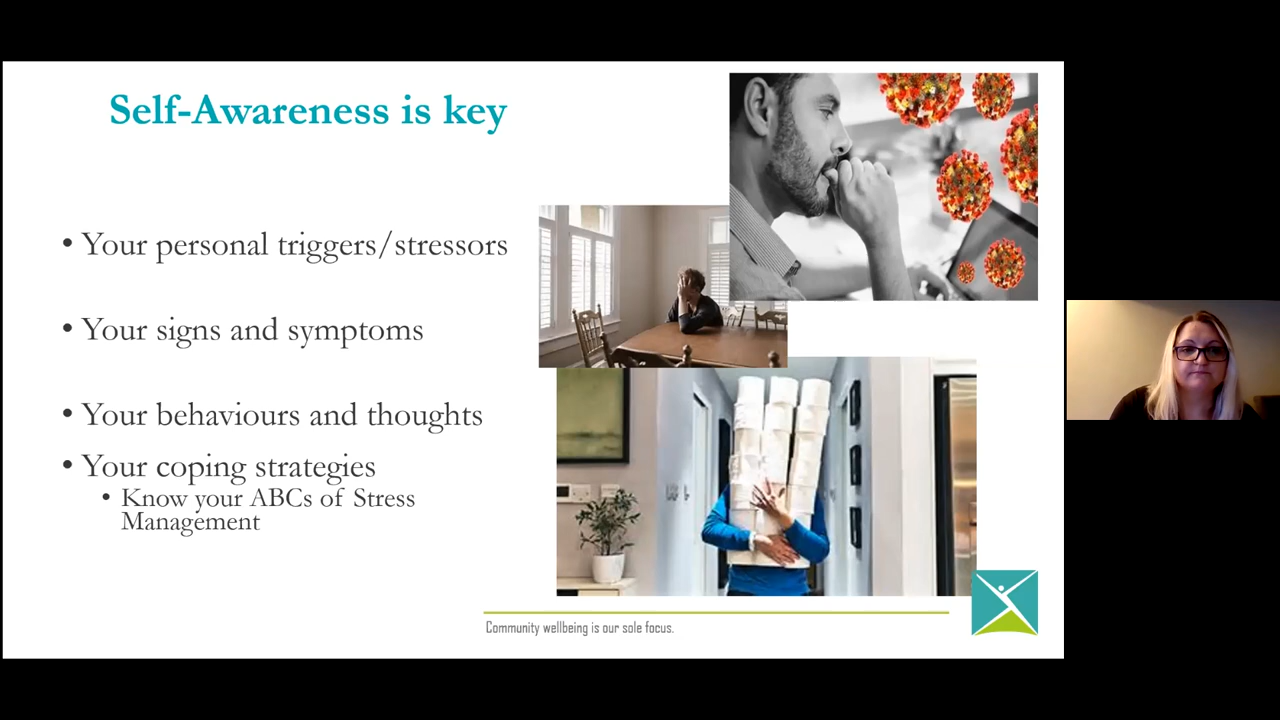 Self-Awareness is key
• Your personal triggers/stressors
• Your signs and symptoms
• Your behaviours and thoughts
• Your coping strategies
• Know your ABCs of Stress
Management
Community wellbeing is our sole focus.